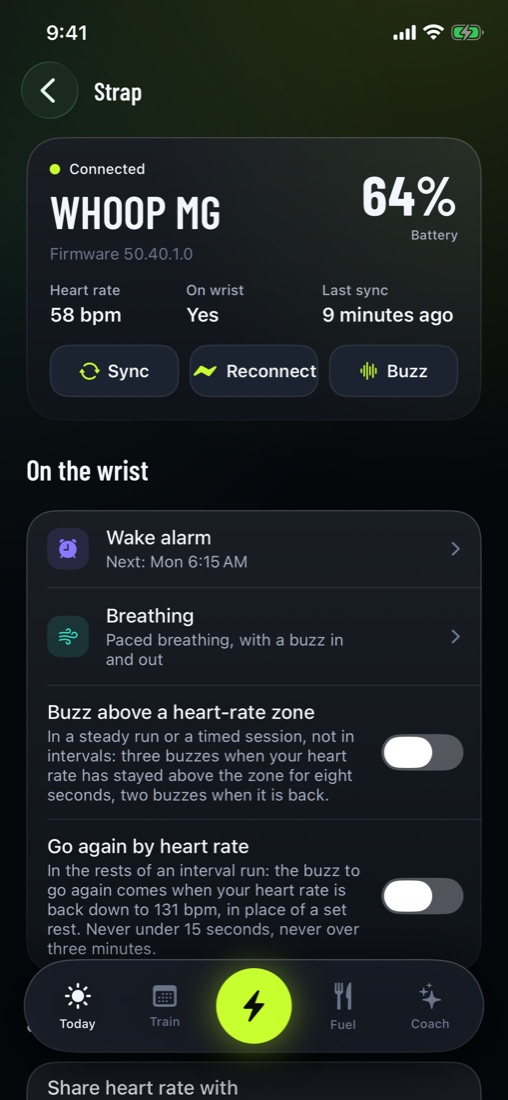 9:41
Strap
Connected
WHOOP MG
64%
Battery
Firmware 50.40.1.0
Heart rate
On wrist
Last sync
58 bpm
Yes
9 minutes ago
Sync
Reconnect
Buzz
On the wrist
Wake alarm
Next: Mon 6:15 AM
Breathing
Paced breathing, with a buzz in
and out
Buzz above a heart-rate zone
In a steady run or a timed session, not in
intervals: three buzzes when your heart
rate has stayed above the zone for eight
seconds, two buzzes when it is back.
Go again by heart rate
In the rests of an interval run: the buzz to
go again comes when your heart rate is
back down to 131 bpm, in place of a set
rest. Never under 15 seconds, never over
three minutes.
Today
Train
Fuel
Coach
Share heart rate with